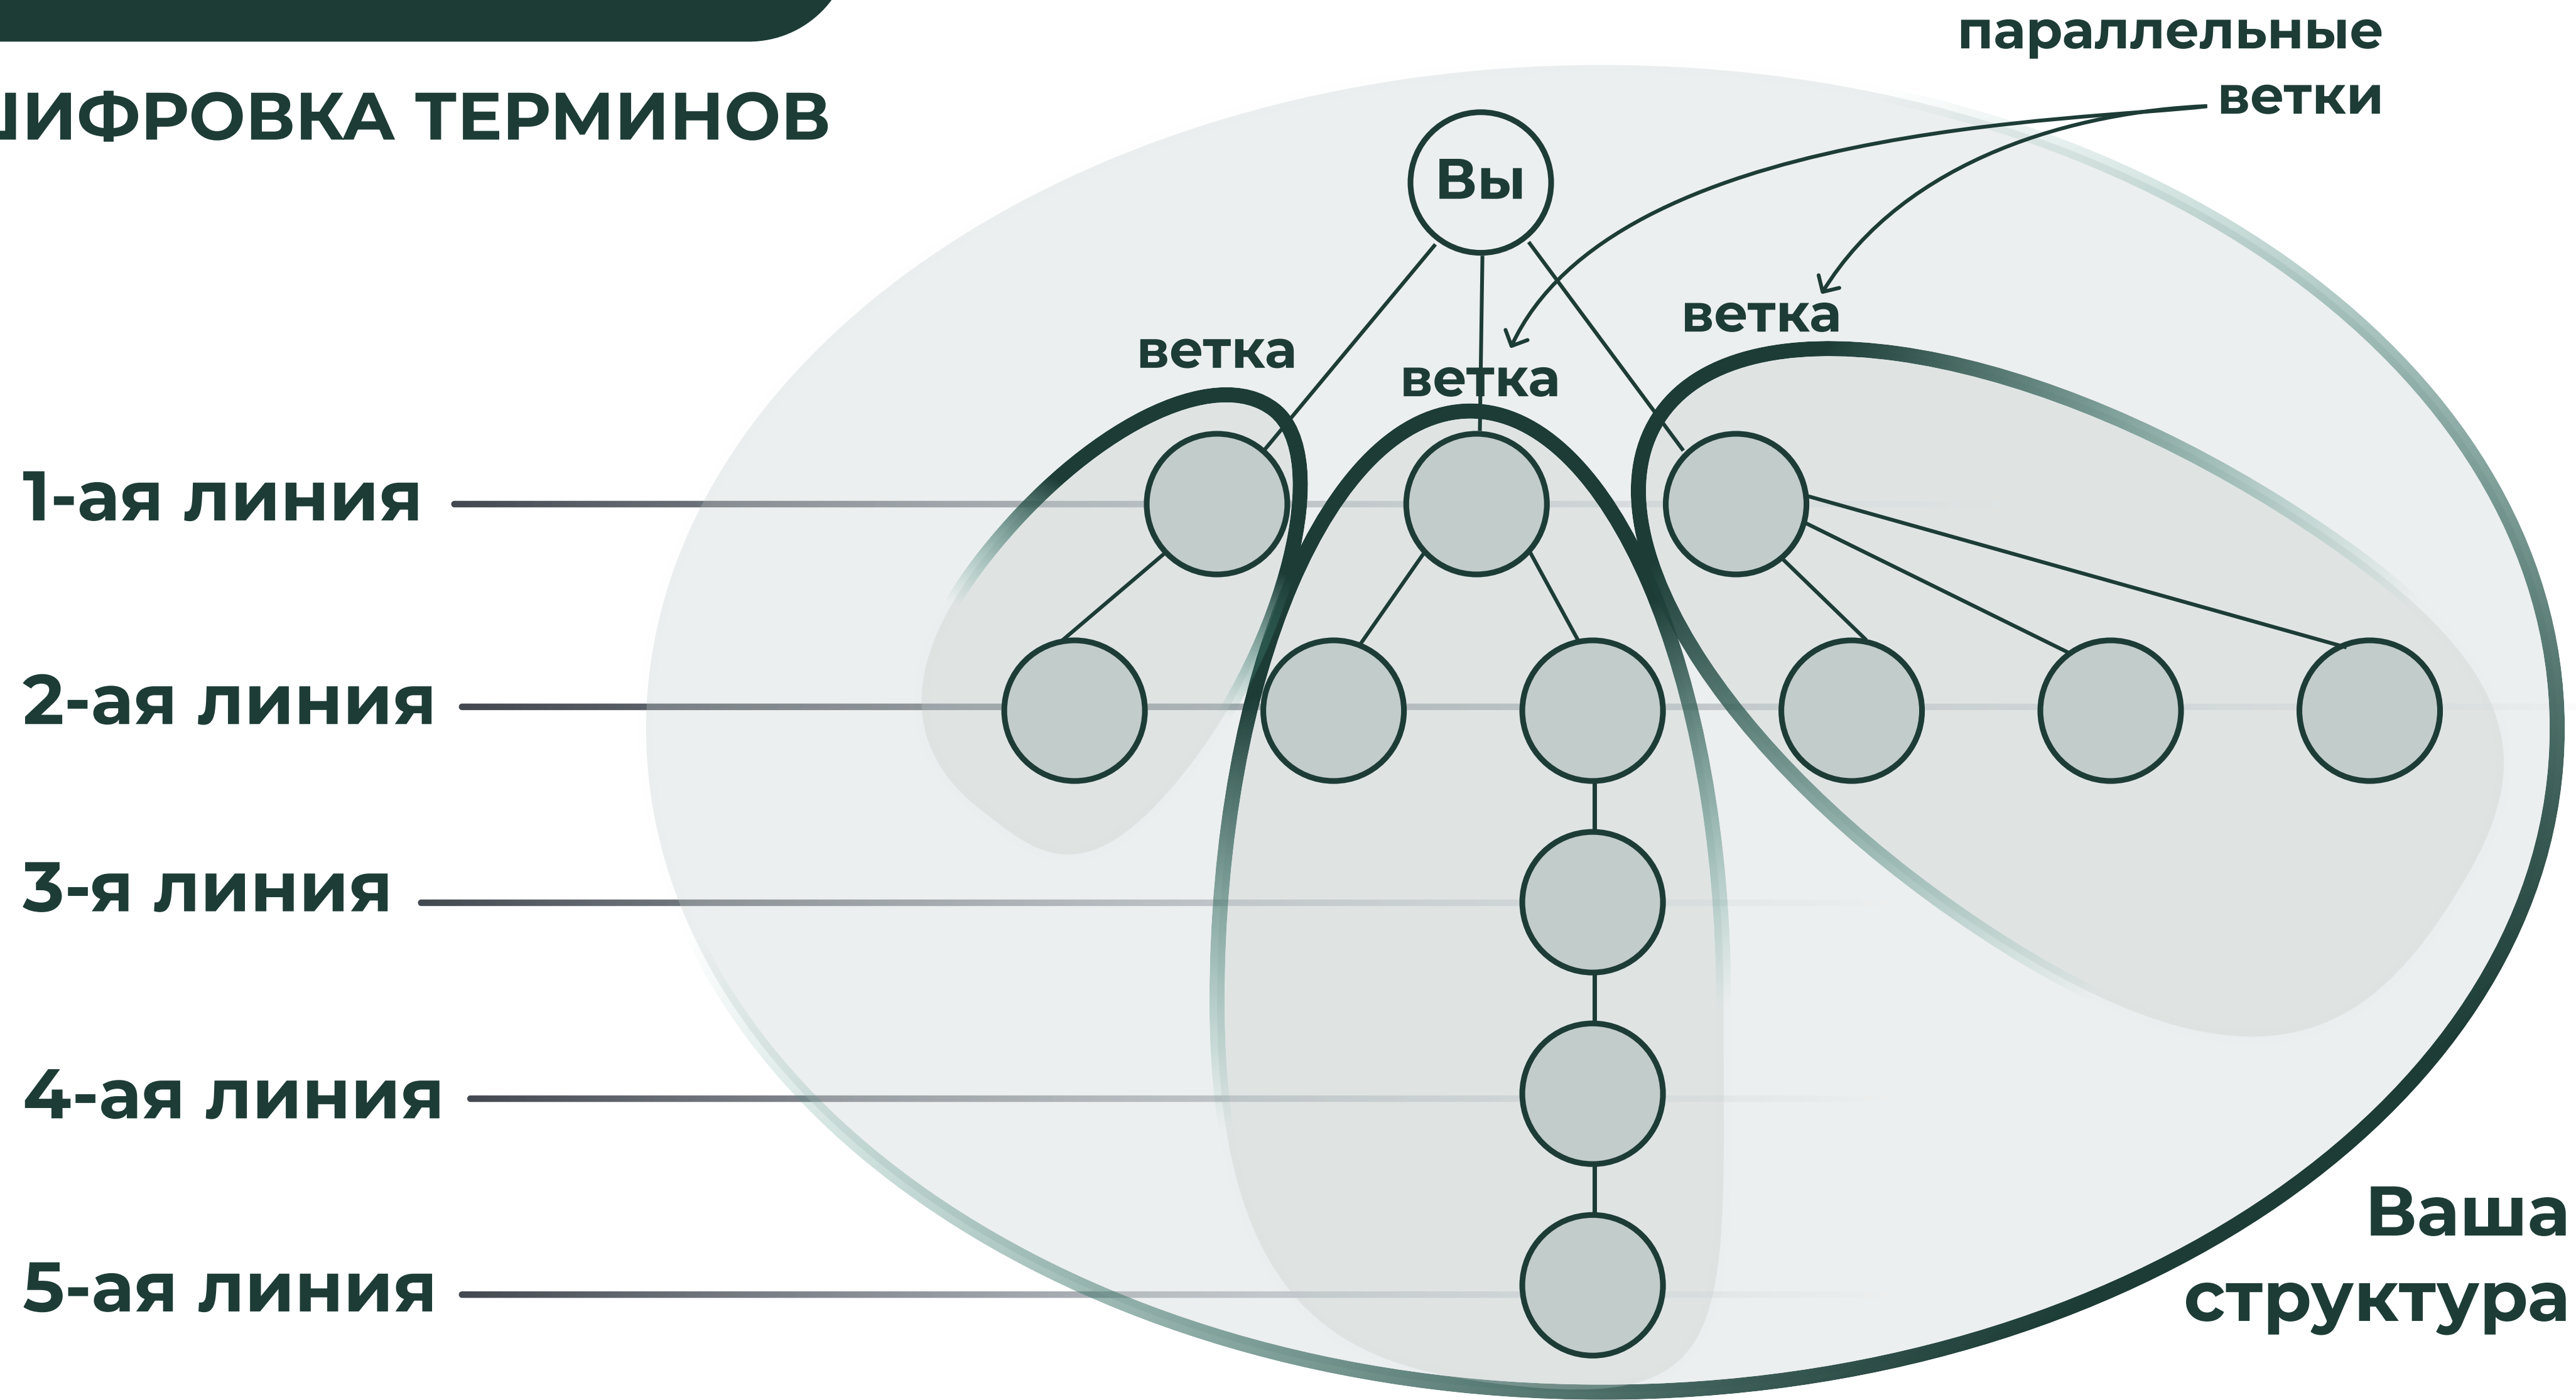 параллельные
ветки
ШИФРОВКА ТЕРМИНОВ
Вы
ветка
ветка
ветка
1-ая линия
2-ая линия
3-я линия
4-ая линия
5-ая линия
Ваша
структура